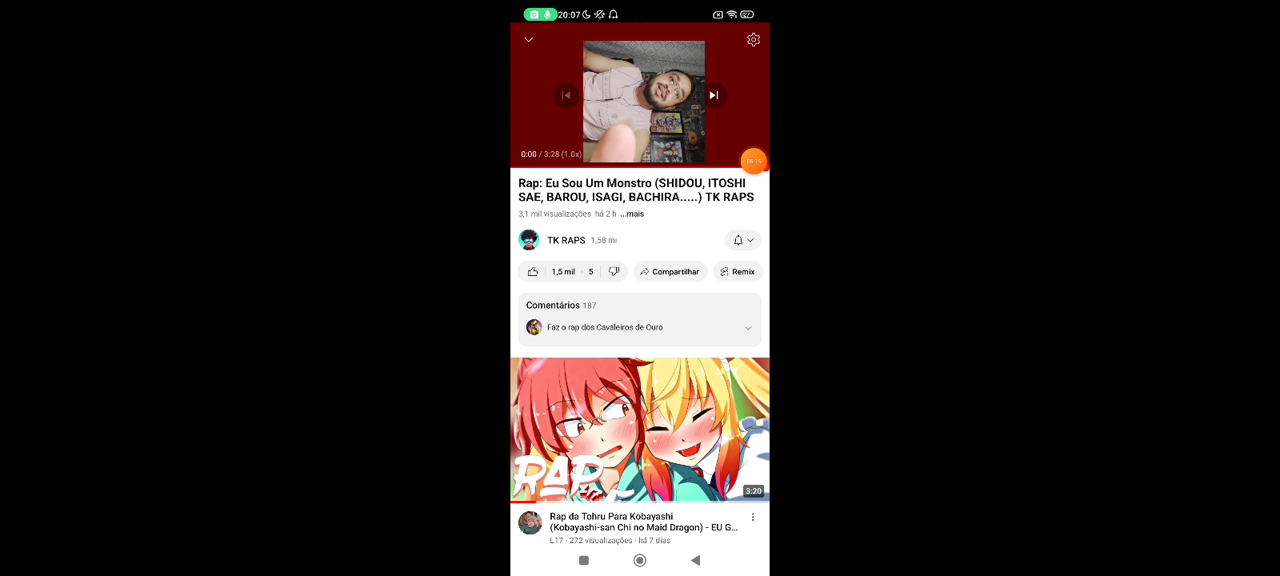 20:07
0:00 / 3:28 (1.0x)
Rap: Eu Sou Um Monstro (SHIDOU, ITOSHI
SAE, BAROU, ISAGI, BACHIRA.....) TK RAPS
3,1 mil visualizações há 2 h ...mais
TK RAPS 1,58 mi
1,5 mil · 5 Compartilhar Remix
Comentários 187
Faz o rap dos Cavaleiros de Ouro
RAP
3:20
Rap da Tohru Para Kobayashi
(Kobayashi-san Chi no Maid Dragon) - EU G...
L17 · 272 visualizações · há 7 dias